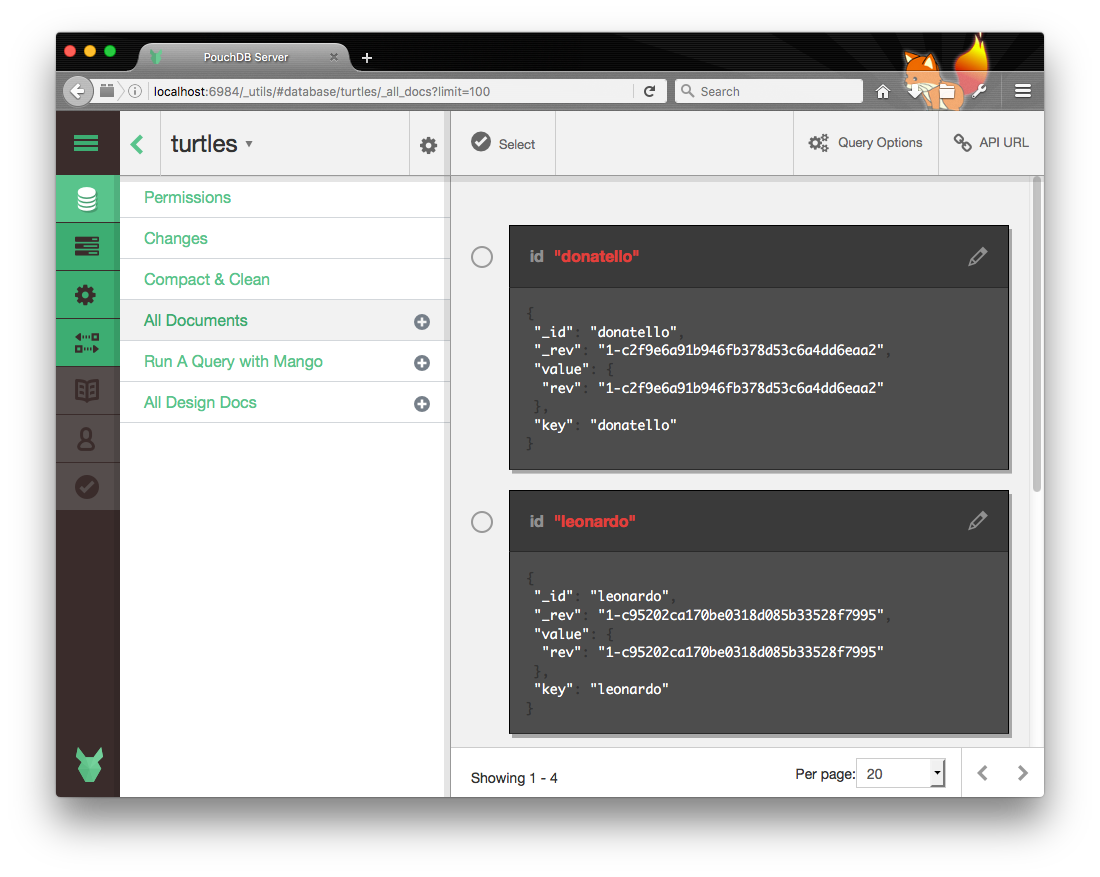 PouchDB Server
localhost:6984/_utils/#database/turtles/_all_docs?limit=100
Search
turtles
Select
Query Options
API URL
Permissions
Changes
Compact & Clean
All Documents
Run A Query with Mango
All Design Docs
id "donatello"
{
"_id": "donatello",
"_rev": "1-c2f9e6a91b946fb378d53c6a4dd6eaa2",
"value": {
"rev": "1-c2f9e6a91b946fb378d53c6a4dd6eaa2"
},
"key": "donatello"
}
id "leonardo"
{
"_id": "leonardo",
"_rev": "1-c95202ca170be0318d085b33528f7995",
"value": {
"rev": "1-c95202ca170be0318d085b33528f7995"
},
"key": "leonardo"
}
Showing 1 - 4
Per page: 20